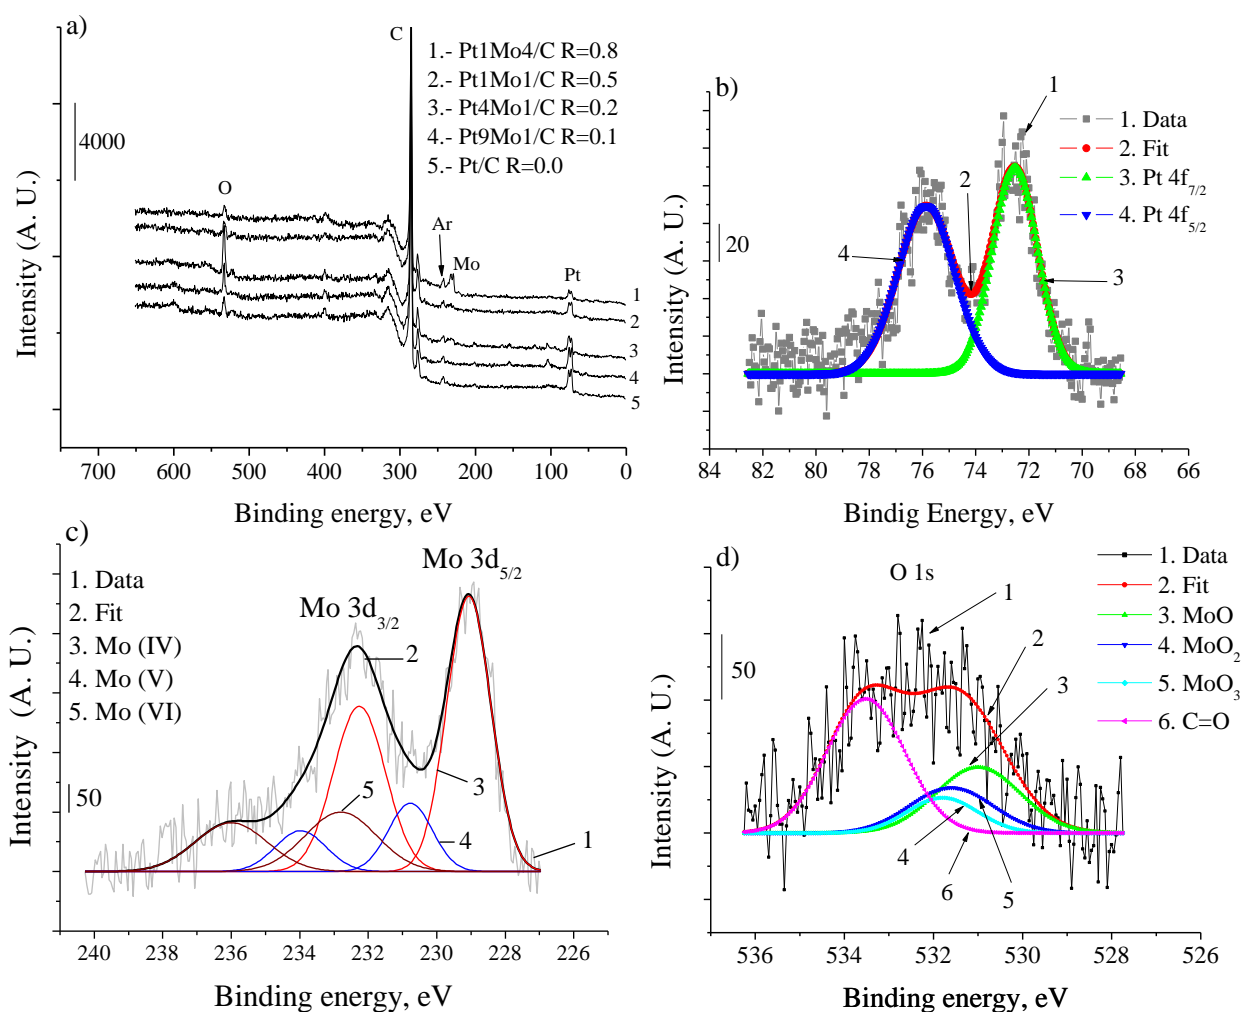 a)
C
1.- Pt1Mo4/C R=0.8
2.- Pt1Mo1/C R=0.5
3.- Pt4Mo1/C R=0.2
4.- Pt9Mo1/C R=0.1
5.- Pt/C R=0.0
4000
O
Ar
Mo
Pt
1
2
3
4
5
Intensity (A. U.)
700 600 500 400 300 200 100 0
Binding energy, eV
b)
1
1. Data
2. Fit
3. Pt 4f7/2
4. Pt 4f5/2
2
20
4
3
Intensity (A. U.)
84 82 80 78 76 74 72 70 68 66
Bindig Energy, eV
c)
Mo 3d5/2
1. Data
2. Fit
3. Mo (IV)
4. Mo (V)
5. Mo (VI)
Mo 3d3/2
2
5
3
50
4
1
Intensity (A. U.)
240 238 236 234 232 230 228 226
Binding energy, eV
d)
O 1s
1. Data
2. Fit
3. MoO
4. MoO2
5. MoO3
6. C=O
1
2
50
3
4
6
5
Intensity (A. U.)
536 534 532 530 528 526
Binding energy, eV